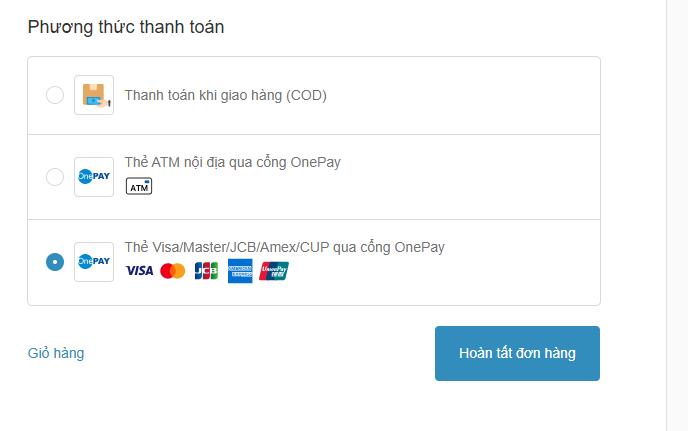 Phương thức thanh toán
Thanh toán khi giao hàng (COD)
OnePAY
Thẻ ATM nội địa qua cổng OnePay
ATM
OnePAY
Thẻ Visa/Master/JCB/Amex/CUP qua cổng OnePay
VISA JCB AMERICAN EXPRESS UnionPay 银联
Giỏ hàng
Hoàn tất đơn hàng